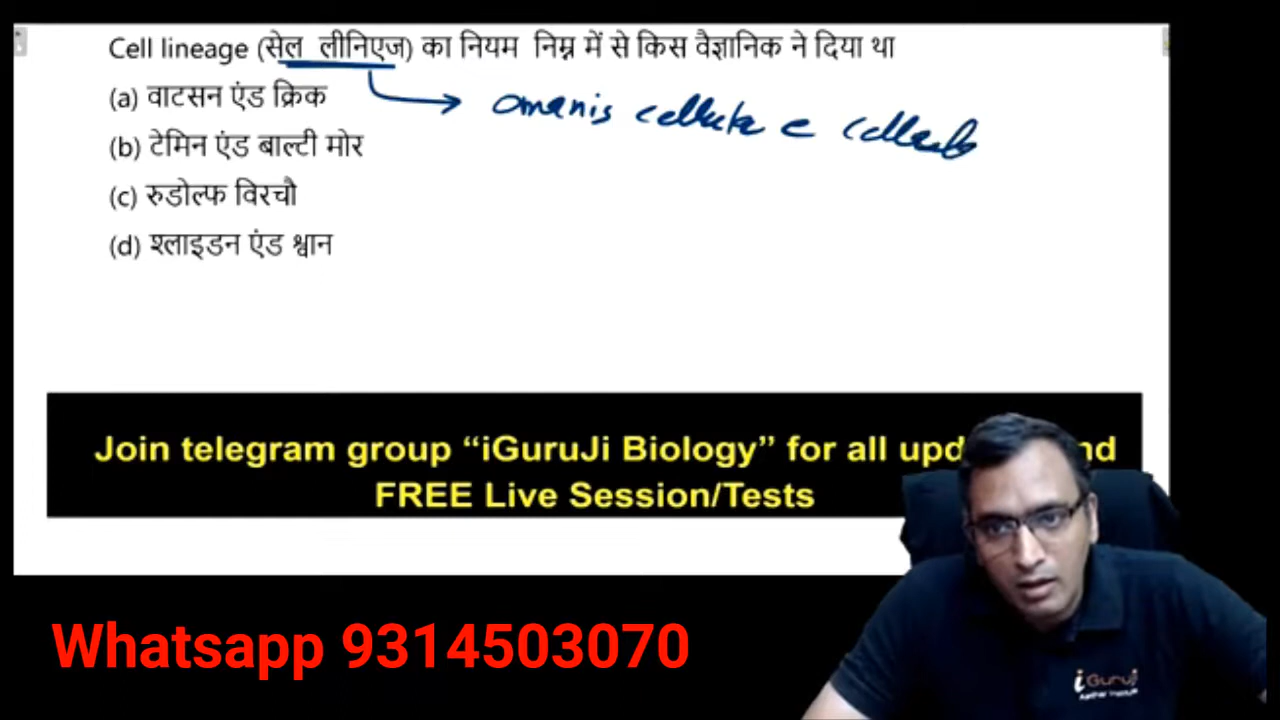 Cell lineage (सेल लीनिएज) का नियम निम्न में से किस वैज्ञानिक ने दिया था
(a) वाटसन एंड क्रिक
omanis cellula e cellula
(b) टेमिन एंड बाल्टी मोर
(c) रुडोल्फ विरचौ
(d) श्लाइडन एंड श्वान
Join telegram group “iGuruJi Biology” for all upd nd
FREE Live Session/Tests
Whatsapp 9314503070
iGuruji